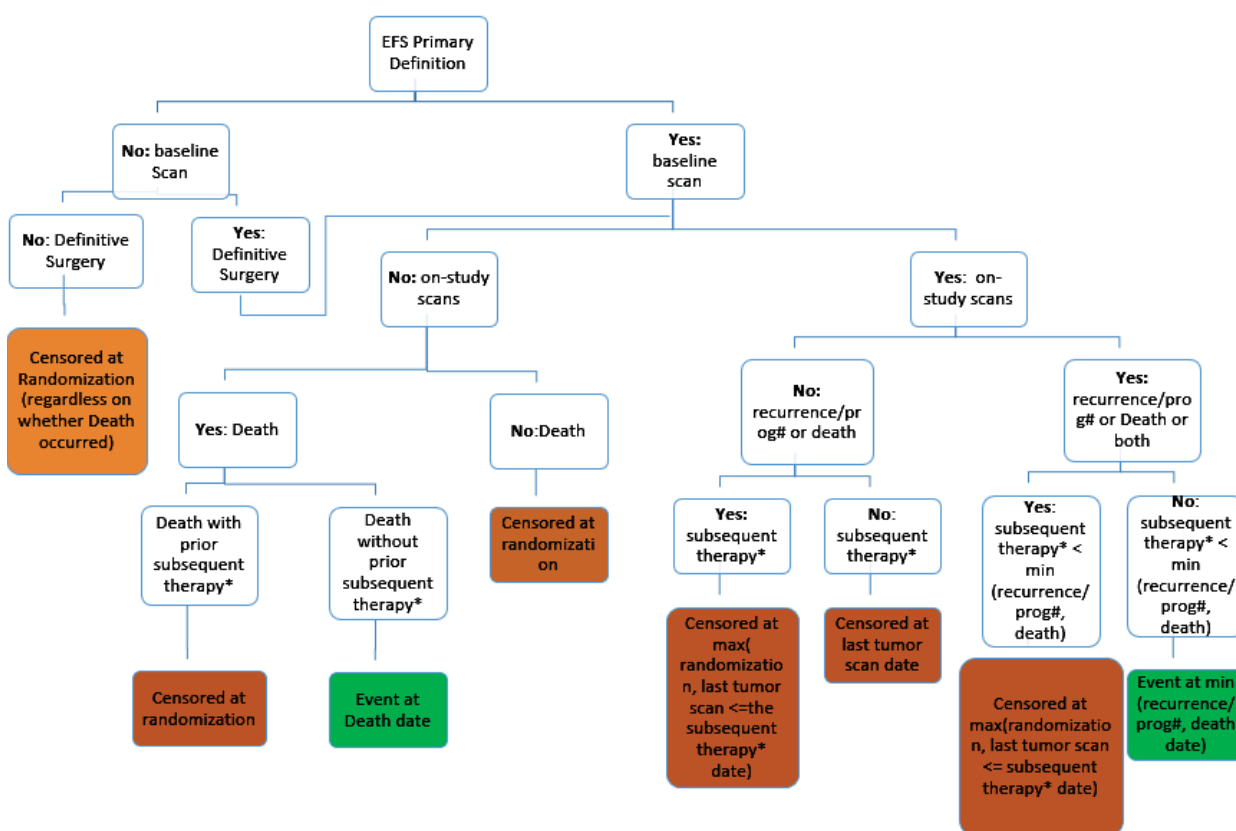 EFS Primary
Definition
No: baseline
Scan
Yes:
baseline
scan
No: Definitive
Surgery
Yes:
Definitive
Surgery
No: on-study
scans
Yes:  on-
study scans
Censored at
Randomization
(regardless on
whether Death
occurred)
Yes: Death
No:Death
No:
recurrence/pr
og# or death
Yes:
recurrence/pro
g# or Death or
both
Death with
prior
subsequent
therapy*
Death
without
prior
subsequent
therapy*
Censored at
randomizati
on
Yes:
subsequent
therapy*
No:
subsequent
therapy*
Yes:
subsequent
therapy* <
min
(recurrence/
prog#,
death)
No:
subsequent
therapy* <
min
(recurrence/
prog#,
death)
Censored at
randomization
Event at
Death date
Censored at
max(
randomizatio
n, last tumor
scan <=the
subsequent
therapy*
date)
Censored at
last tumor
scan date
Censored at
max(randomizatio
n, last tumor scan
<= subsequent
therapy* date)
Event at min
(recurrence/
prog#, death
date)